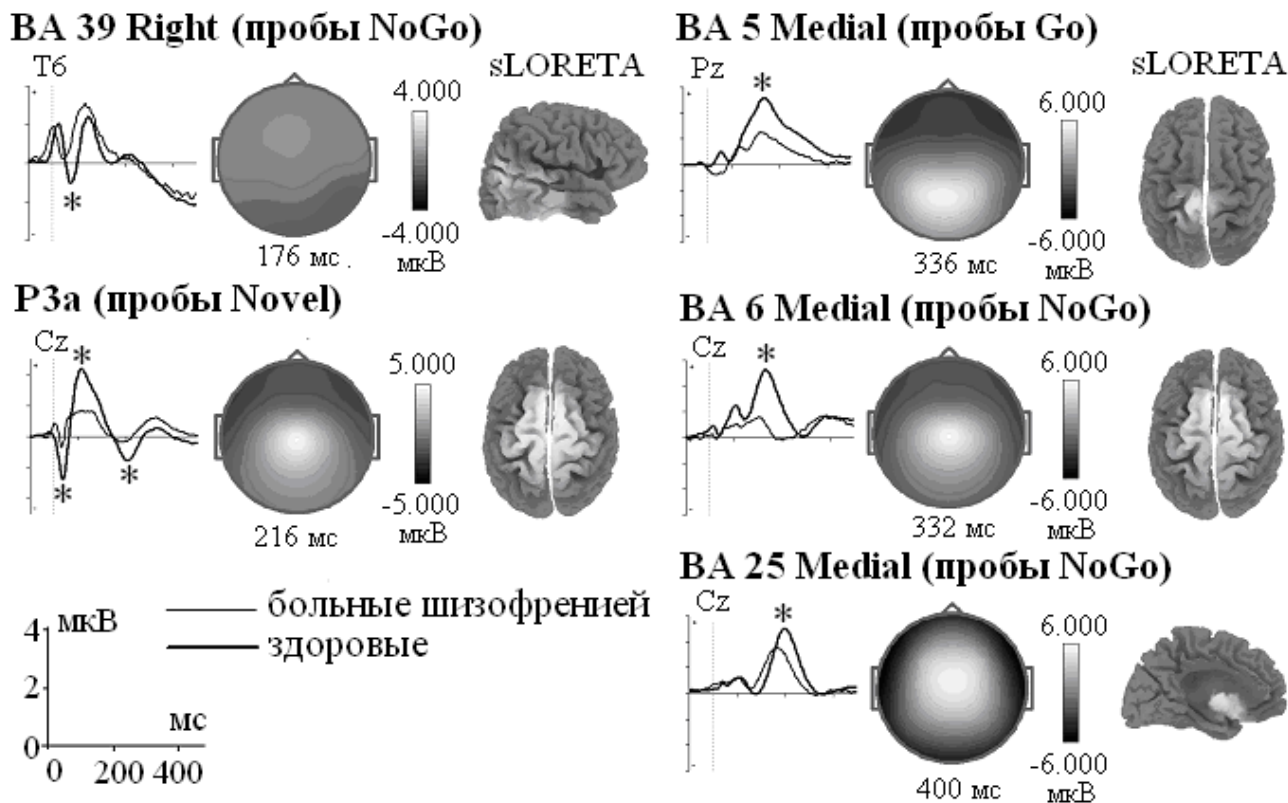 BA 39 Right (пробы NoGo)
T6
4.000
-4.000
мкВ
176 мс
sLORETA
BA 5 Medial (пробы Go)
Pz
*
6.000
-6.000
мкВ
336 мс
sLORETA
*
P3a (пробы Novel)
Cz
*
*
*
5.000
-5.000
мкВ
216 мс
BA 6 Medial (пробы NoGo)
Cz
*
6.000
-6.000
мкВ
332 мс
BA 25 Medial (пробы NoGo)
Cz
*
6.000
-6.000
мкВ
400 мс
больные шизофренией
здоровые
4 мкВ
2
мс
0
0 200 400